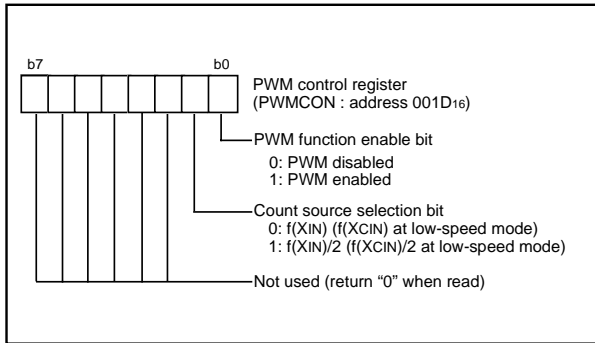 b7 b0
PWM control register
(PWMCON : address 001D16)
PWM function enable bit
0: PWM disabled
1: PWM enabled
Count source selection bit
0: f(XIN) (f(XCIN) at low-speed mode)
1: f(XIN)/2 (f(XCIN)/2 at low-speed mode)
Not used (return “0” when read)